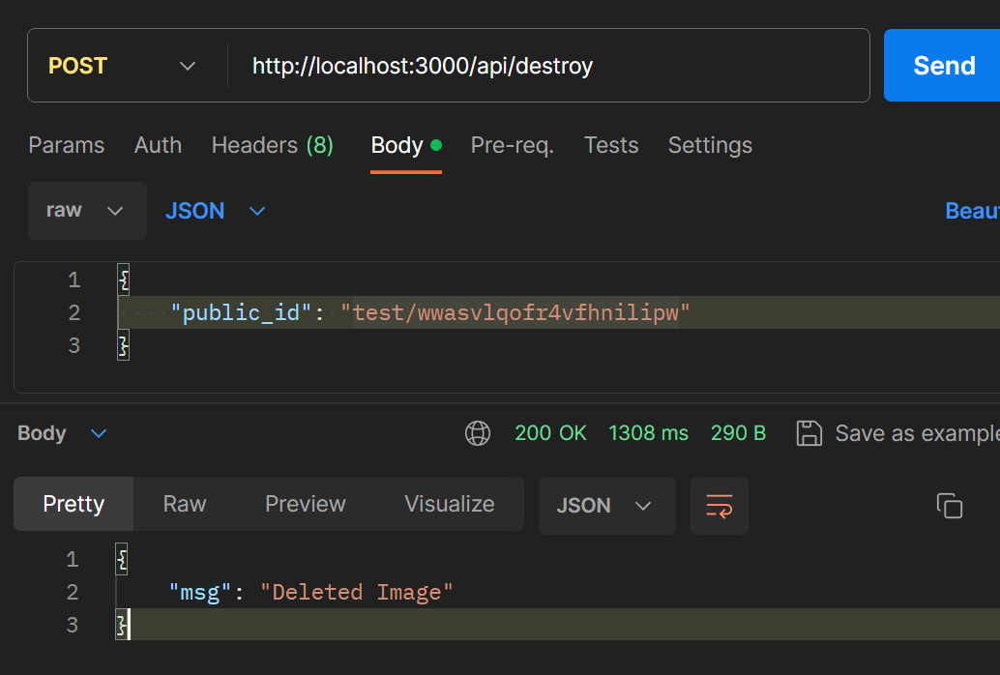 POST http://localhost:3000/api/destroy Send
Params Auth Headers (8) Body Pre-req. Tests Settings
raw JSON Beau
1 {
2 "public_id": "test/wwasvlqofr4vfhnilipw"
3 }
Body 200 OK 1308 ms 290 B Save as example
Pretty Raw Preview Visualize JSON
1 {
2 "msg": "Deleted Image"
3 }